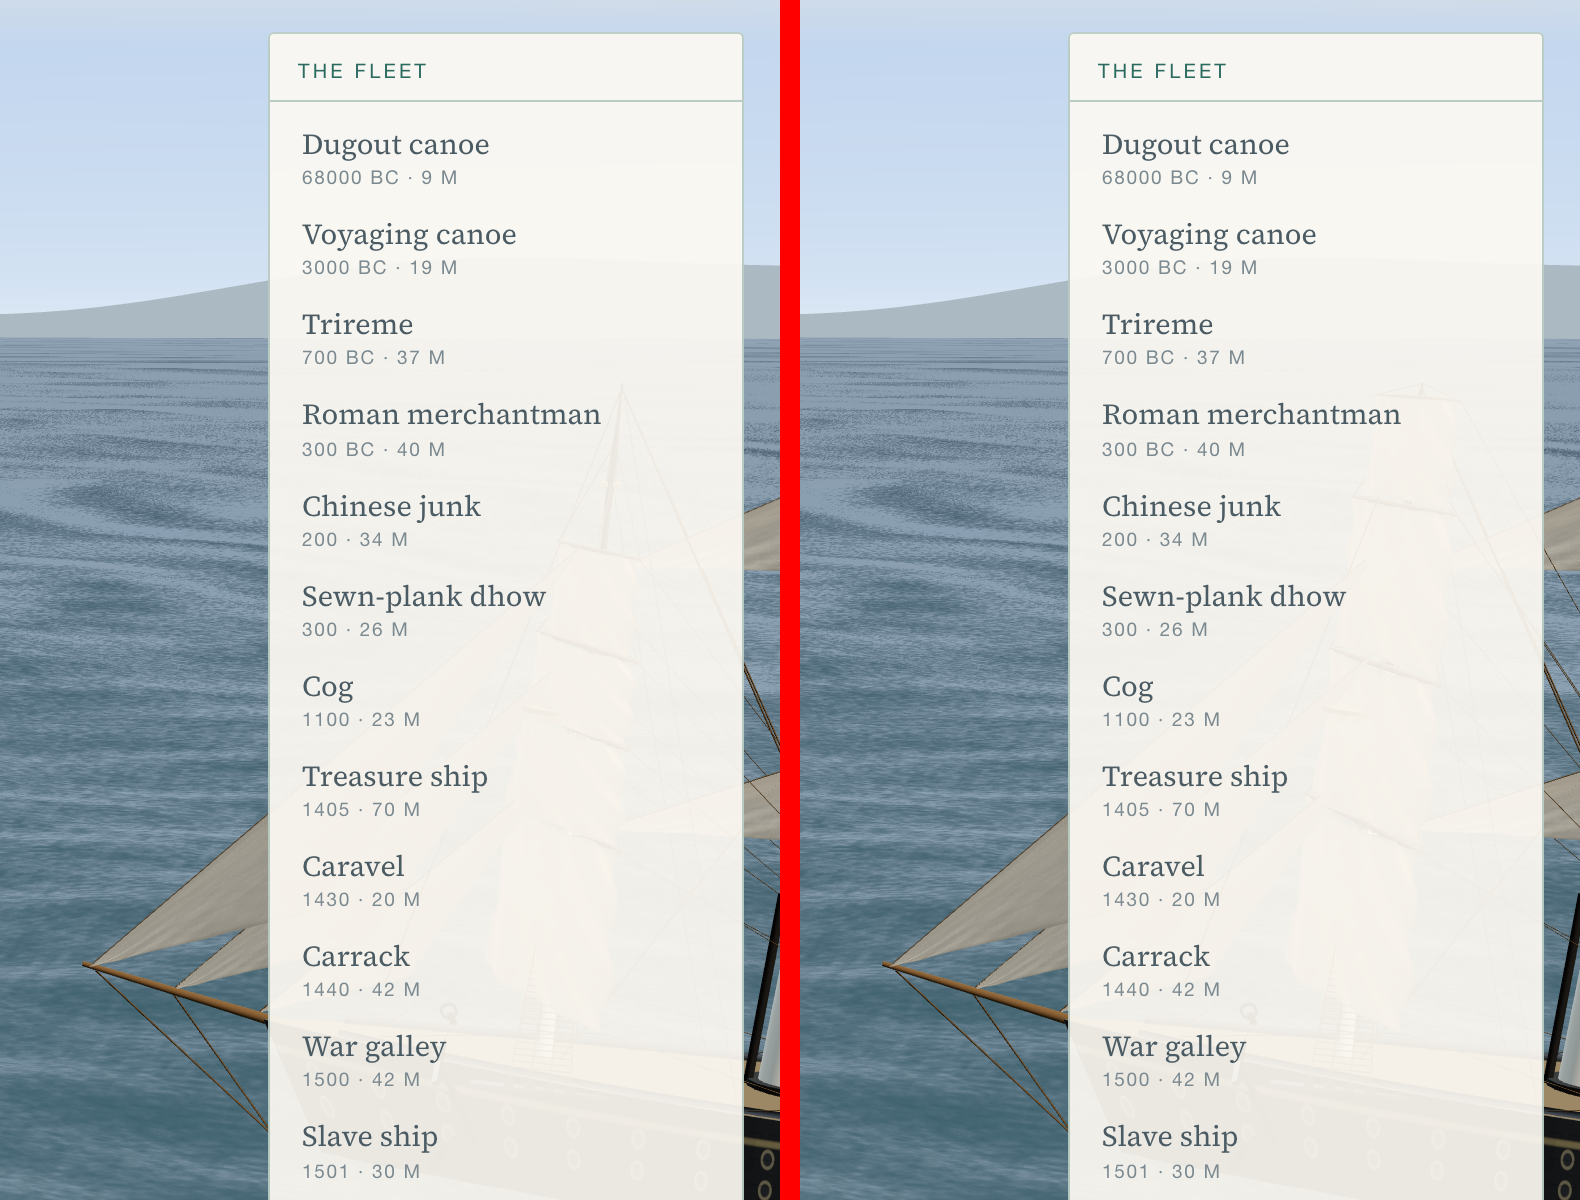 THE FLEET
Dugout canoe
68000 BC · 9 M
Voyaging canoe
3000 BC · 19 M
Trireme
700 BC · 37 M
Roman merchantman
300 BC · 40 M
Chinese junk
200 · 34 M
Sewn-plank dhow
300 · 26 M
Cog
1100 · 23 M
Treasure ship
1405 · 70 M
Caravel
1430 · 20 M
Carrack
1440 · 42 M
War galley
1500 · 42 M
Slave ship
1501 · 30 M
THE FLEET
Dugout canoe
68000 BC · 9 M
Voyaging canoe
3000 BC · 19 M
Trireme
700 BC · 37 M
Roman merchantman
300 BC · 40 M
Chinese junk
200 · 34 M
Sewn-plank dhow
300 · 26 M
Cog
1100 · 23 M
Treasure ship
1405 · 70 M
Caravel
1430 · 20 M
Carrack
1440 · 42 M
War galley
1500 · 42 M
Slave ship
1501 · 30 M